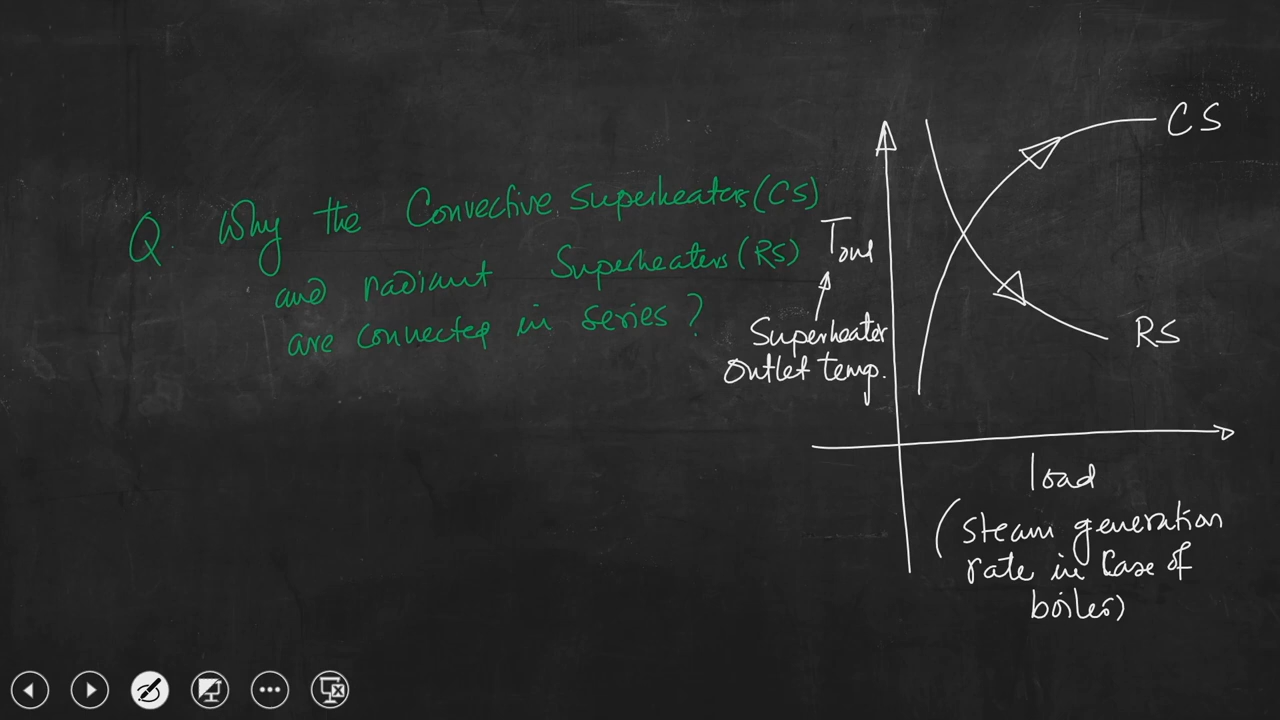 Q. Why the Convective Superheaters (CS)
and radiant Superheaters (RS)
are connected in series?
CS
Tout
Superheater
Outlet temp.
RS
load
(steam generation
rate in case of
boiler)